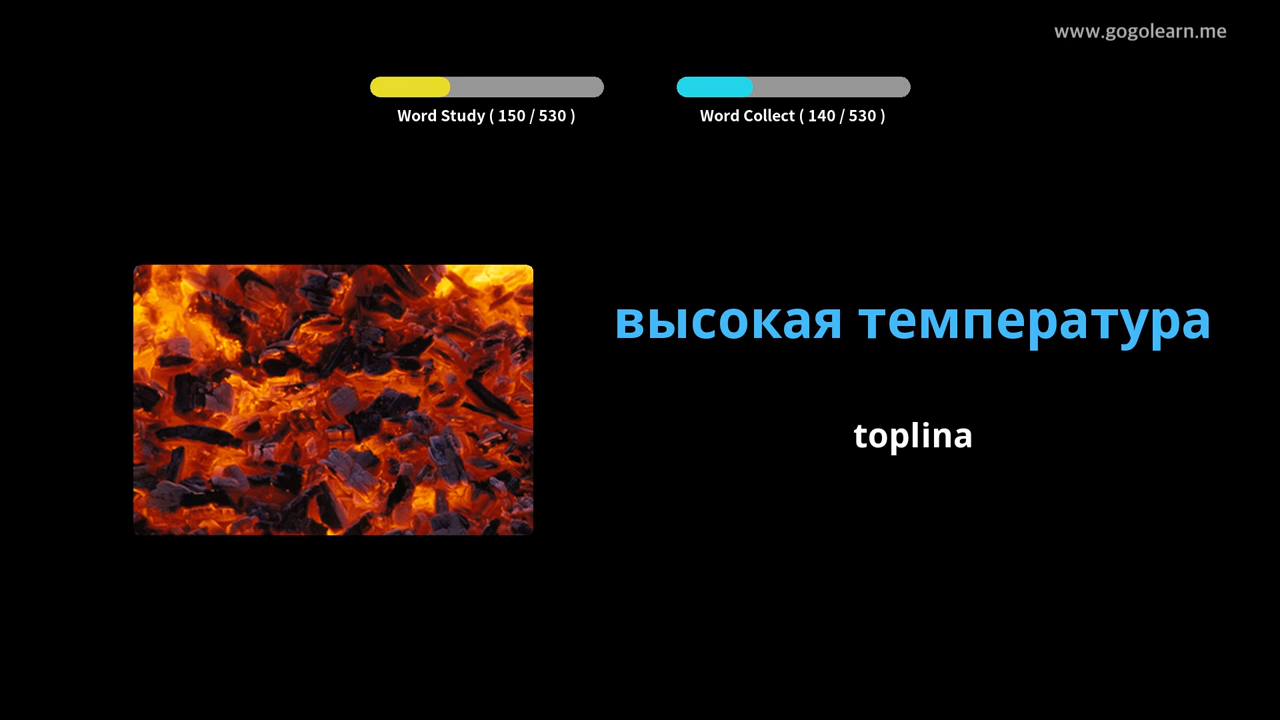 www.gogolearn.me
Word Study ( 150 / 530 )
Word Collect ( 140 / 530 )
высокая температура
toplina